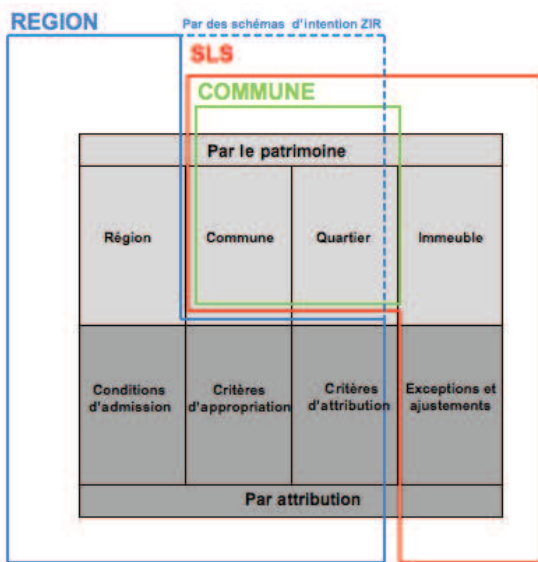 REGION
Par des schémas d'intention ZIR
SLS
COMMUNE
Par le patrimoine
Région
Commune
Quartier
Immeuble
Conditions
d'admission
Critères
d'appropriation
Critères
d'attribution
Exceptions et
ajustements
Par attribution